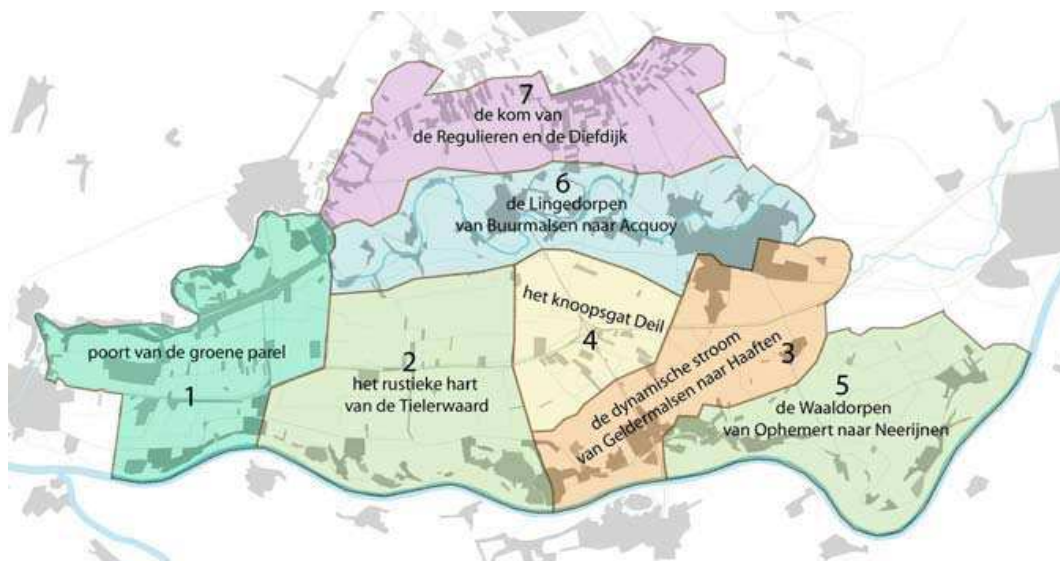 7
de kom van
de Regulieren en de Diefdijk
6
de Lingedorpen
van Buurmalsen naar Acquoy
poort van de groene parel
1
2
het rustieke hart
van de Tielerwaard
het knoopsgat Deil
4
de dynamische stroom
van Geldermalsen naar Haaften
3
5
de Waaldorpen
van Ophemert naar Neerijnen